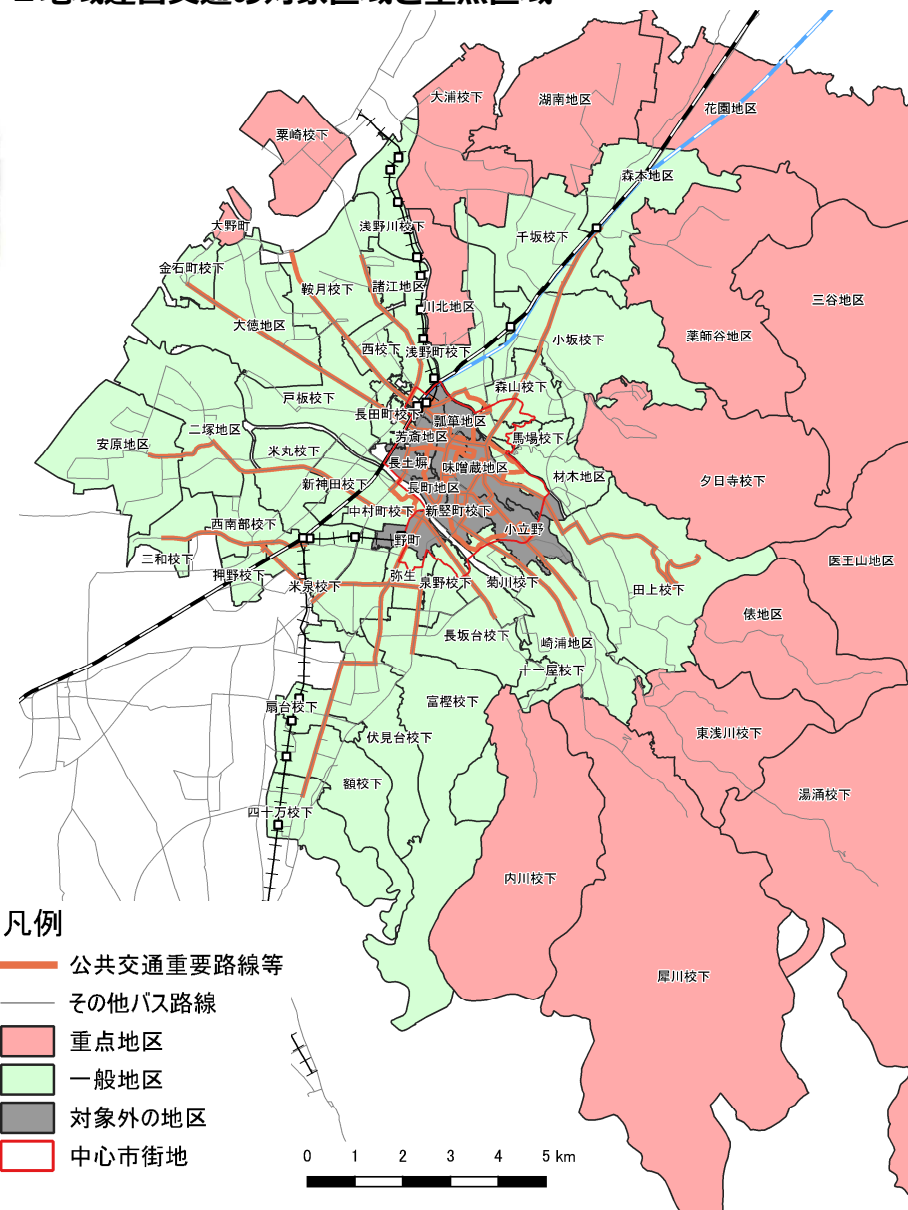 大浦校下
湖南地区
花園地区
粟崎校下
森本地区
大野町
浅野川校下
千坂校下
金石町校下
鞍月校下
諸江地区
川北地区
三谷地区
大徳地区
薬師谷地区
西校下
浅野町校下
小坂校下
森山校下
戸板校下
長田町校下
瓢箪地区
芳斎地区
馬場校下
安原地区
二塚地区
米丸校下
長土塀
味噌蔵地区
材木地区
夕日寺校下
新神田校下
長町地区
中村町校下
新竪町校下
西南部校下
小立野
野町
三和校下
医王山地区
押野校下
米泉校下
弥生
泉野校下
菊川校下
田上校下
俵地区
長坂台校下
崎浦地区
十一屋校下
富樫校下
扇台校下
東浅川校下
伏見台校下
額校下
湯涌校下
四十万校下
内川校下
犀川校下
凡例
公共交通重要路線等
その他バス路線
重点地区
一般地区
対象外の地区
中心市街地
0 1 2 3 4 5 km